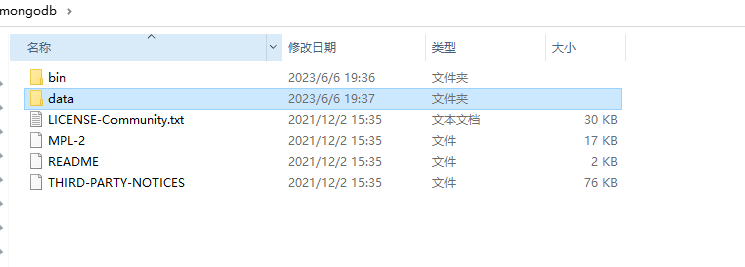 mongodb
名称 修改日期 类型 大小
bin 2023/6/6 19:36 文件夹
data 2023/6/6 19:37 文件夹
LICENSE-Community.txt 2021/12/2 15:35 文本文档 30 KB
MPL-2 2021/12/2 15:35 文件 17 KB
README 2021/12/2 15:35 文件 2 KB
THIRD-PARTY-NOTICES 2021/12/2 15:35 文件 76 KB